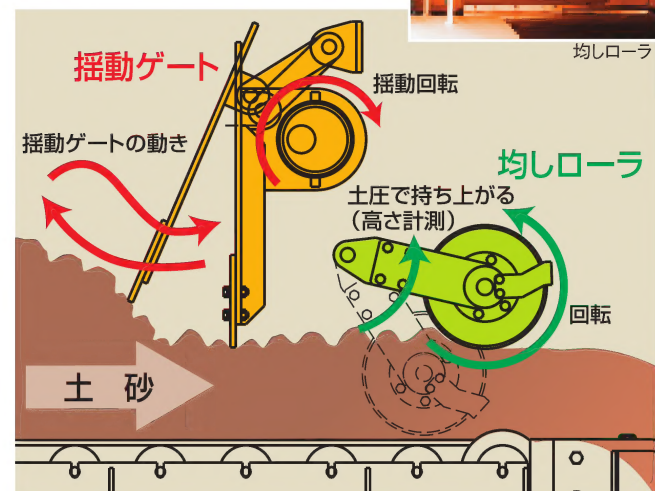 均しローラ
揺動ゲート
揺動回転
揺動ゲートの動き
均しローラ
土圧で持ち上がる
（高さ計測）
回転
土 砂